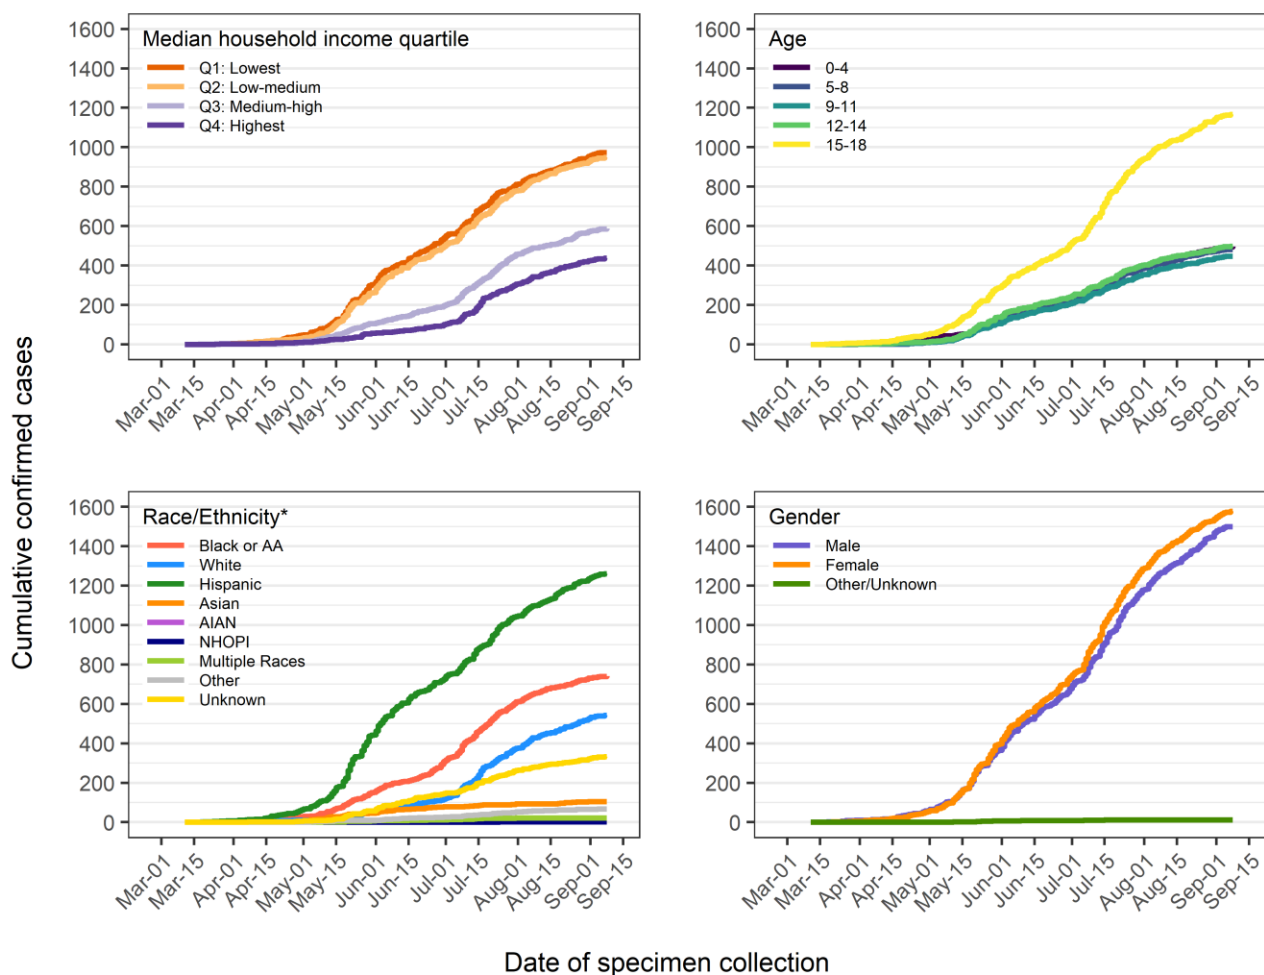 Cumulative confirmed cases
1600
1400
1200
1000
800
600
400
200
0
Median household income quartile
Q1: Lowest
Q2: Low-medium
Q3: Medium-high
Q4: Highest
Mar-01 Mar-15 Apr-01 Apr-15 May-01 May-15 Jun-01 Jun-15 Jul-01 Jul-15 Aug-01 Aug-15 Sep-01 Sep-15
1600
1400
1200
1000
800
600
400
200
0
Age
0-4
5-8
9-11
12-14
15-18
Mar-01 Mar-15 Apr-01 Apr-15 May-01 May-15 Jun-01 Jun-15 Jul-01 Jul-15 Aug-01 Aug-15 Sep-01 Sep-15
1600
1400
1200
1000
800
600
400
200
0
Race/Ethnicity*
Black or AA
White
Hispanic
Asian
AIAN
NHOPI
Multiple Races
Other
Unknown
Mar-01 Mar-15 Apr-01 Apr-15 May-01 May-15 Jun-01 Jun-15 Jul-01 Jul-15 Aug-01 Aug-15 Sep-01 Sep-15
1600
1400
1200
1000
800
600
400
200
0
Gender
Male
Female
Other/Unknown
Mar-01 Mar-15 Apr-01 Apr-15 May-01 May-15 Jun-01 Jun-15 Jul-01 Jul-15 Aug-01 Aug-15 Sep-01 Sep-15
Date of specimen collection